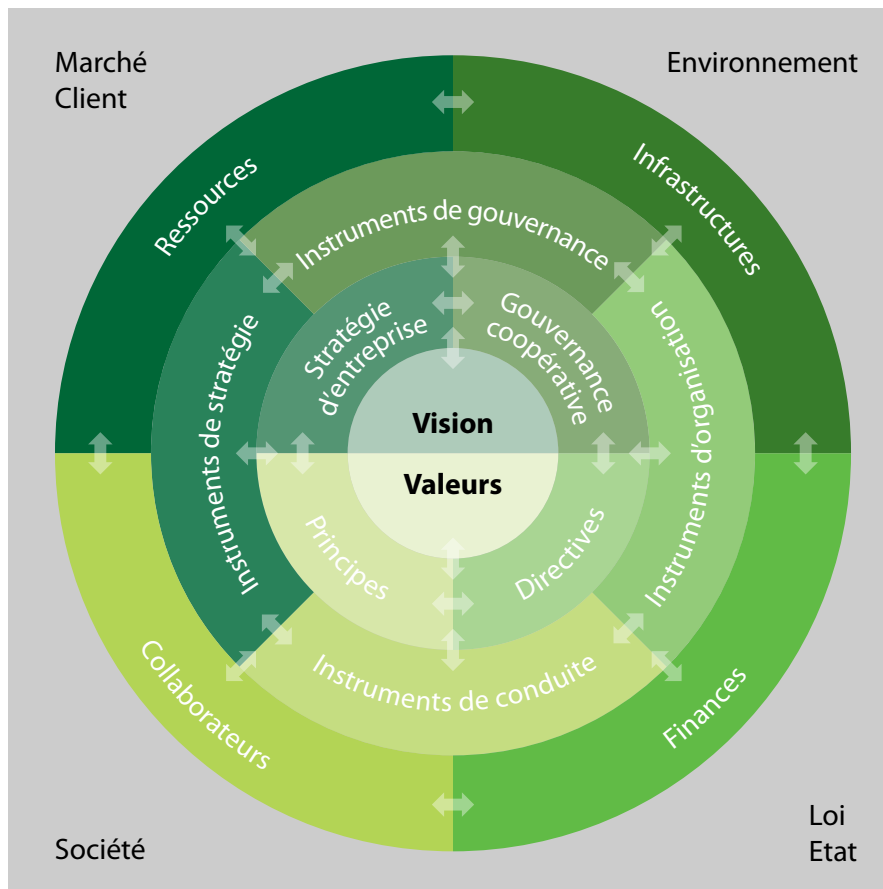 Marché
Client
Environnement
Ressources
Infrastructures
Instruments de gouvernance
Instruments de stratégie
Stratégie
d'entreprise
Gouvernance
coopérative
Instruments d'organisation
Vision
Valeurs
Principes
Directives
Instruments de conduite
Collaborateurs
Finances
Société
Loi
Etat